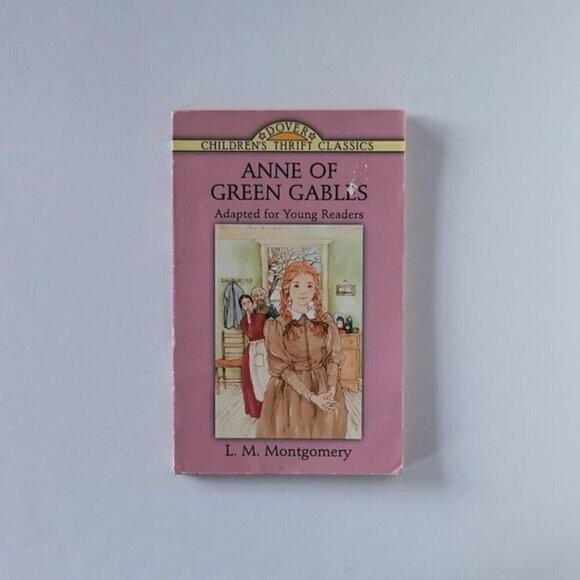 DOVER
CHILDREN'S THRIFT CLASSICS
ANNE OF
GREEN GABLES
Adapted for Young Readers
L. M. Montgomery